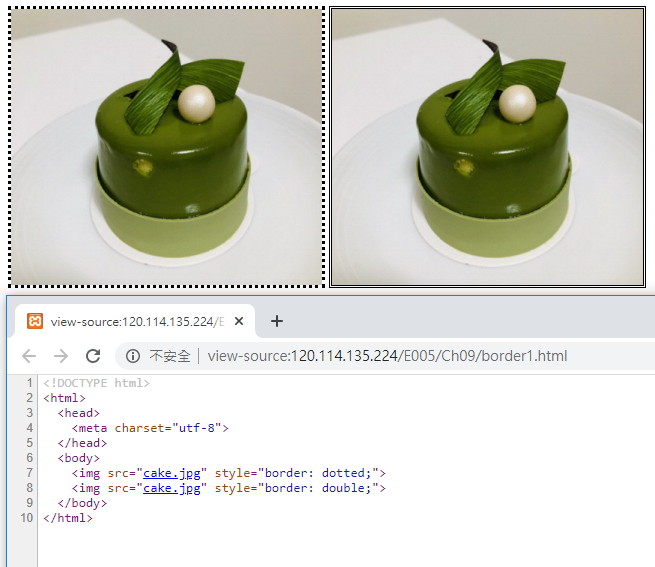 view-source:120.114.135.224/E
不安全 view-source:120.114.135.224/E005/Ch09/border1.html
1 <!DOCTYPE html>
2 <html>
3 <head>
4 <meta charset="utf-8">
5 </head>
6 <body>
7 <img src="cake.jpg" style="border: dotted;">
8 <img src="cake.jpg" style="border: double;">
9 </body>
10 </html>